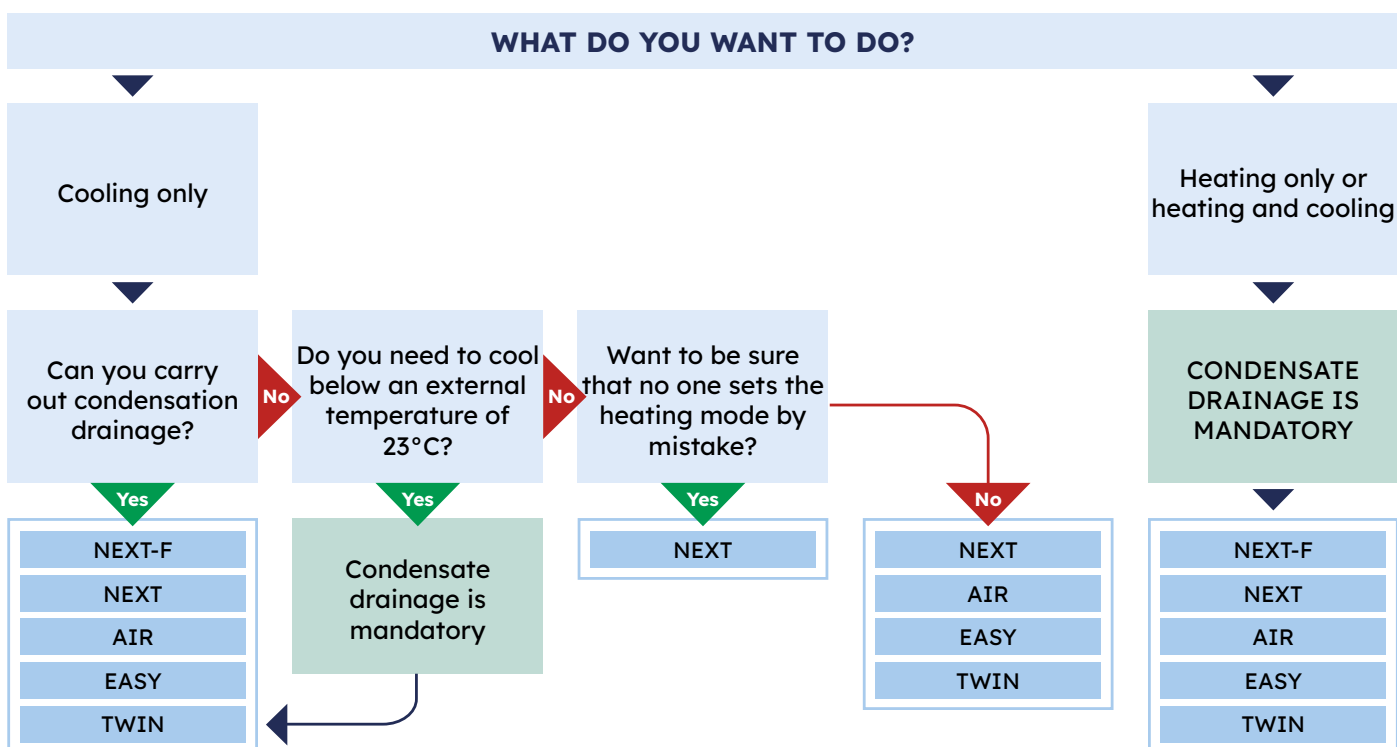 WHAT DO YOU WANT TO DO?
Cooling only
Heating only or
heating and cooling
Can you carry
out condensation
drainage?
No
Do you need to cool
below an external
temperature of
23°C?
No
Want to be sure
that no one sets the
heating mode by
mistake?
CONDENSATE
DRAINAGE IS
MANDATORY
Yes
Yes
Yes
No
NEXT-F
NEXT
AIR
EASY
TWIN
Condensate
drainage is
mandatory
NEXT
NEXT
AIR
EASY
TWIN
NEXT-F
NEXT
AIR
EASY
TWIN